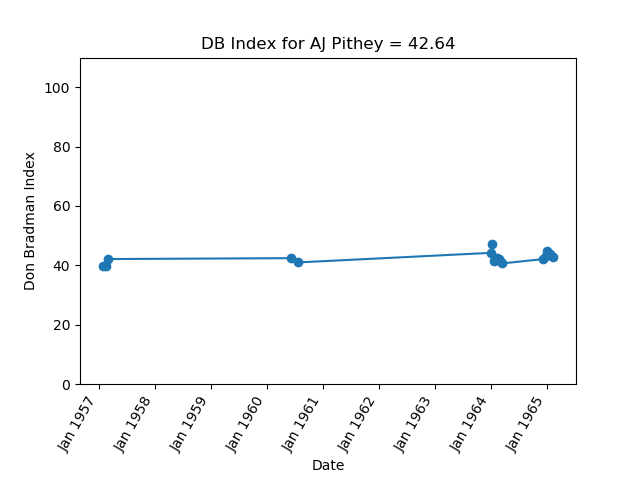 DB Index for AJ Pithey = 42.64
Don Bradman Index
100
80
60
40
20
0
Jan 1957
Jan 1958
Jan 1959
Jan 1960
Jan 1961
Jan 1962
Jan 1963
Jan 1964
Jan 1965
Date